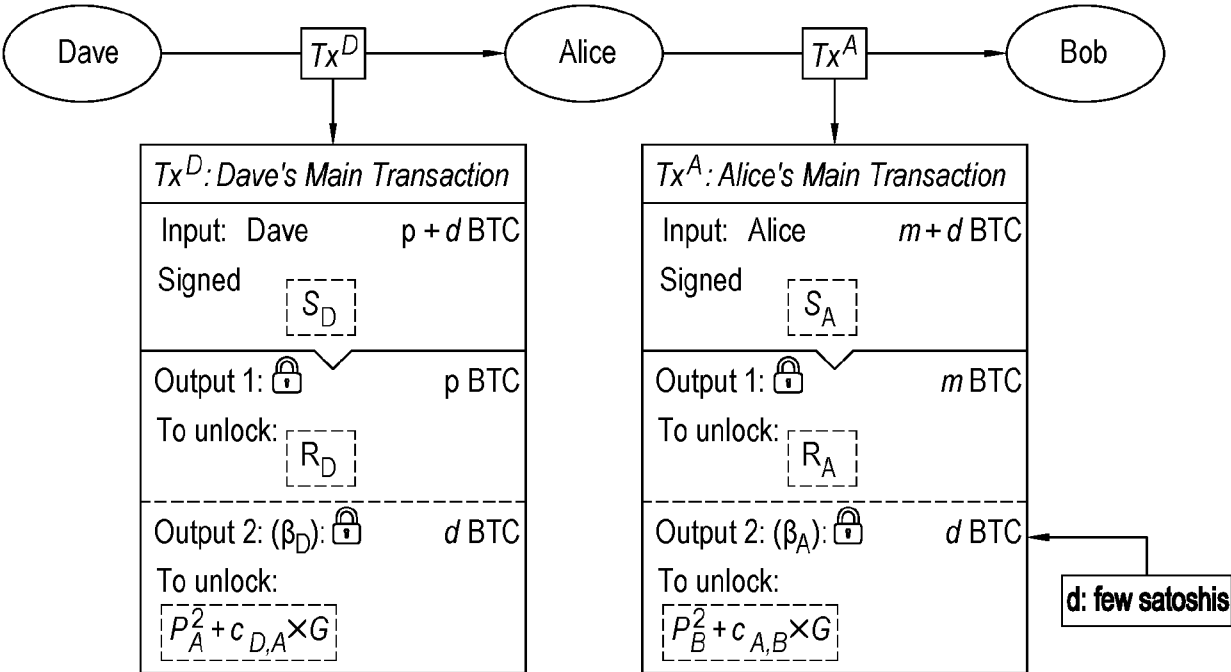 Dave
Tx^D
Alice
Tx^A
Bob
Tx^D: Dave's Main Transaction
Input: Dave p + d BTC
Signed
S_D
Output 1: p BTC
To unlock:
R_D
Output 2: (β_D): d BTC
To unlock:
P_A^2 + c_D,A × G
Tx^A: Alice's Main Transaction
Input: Alice m + d BTC
Signed
S_A
Output 1: m BTC
To unlock:
R_A
Output 2: (β_A): d BTC
To unlock:
P_B^2 + c_A,B × G
d: few satoshis